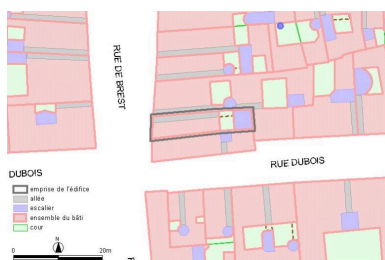 RUE DE BREST
RUE DUBOIS
DUBOIS
emprise de l'édifice
allée
escalier
ensemble du bâti
cour
N
0 20m